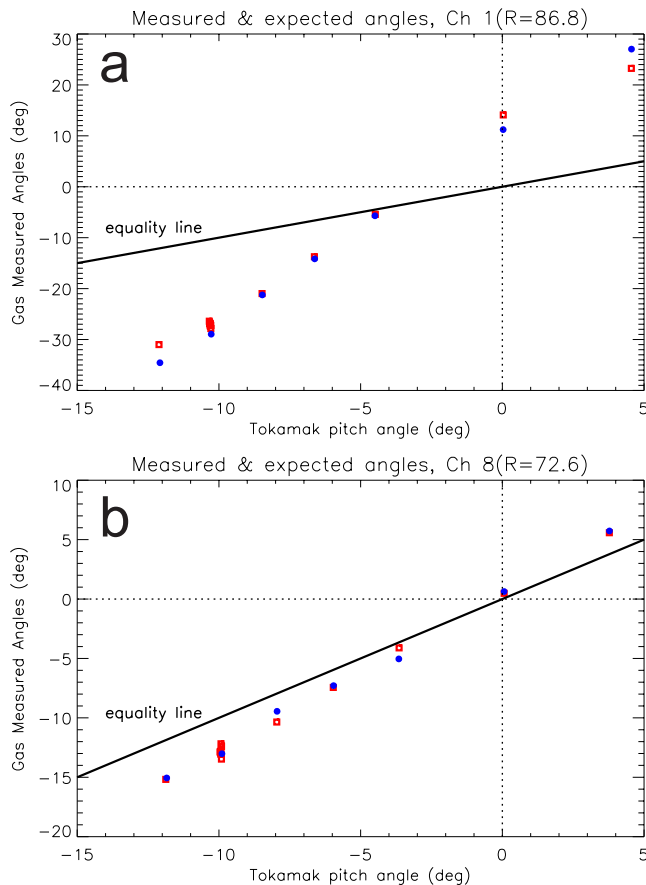 Measured & expected angles, Ch 1(R=86.8)
a
30
20
10
0
−10
−20
−30
−40
Gas Measured Angles (deg)
equality line
−15
−10
−5
0
5
Tokamak pitch angle (deg)
Measured & expected angles, Ch 8(R=72.6)
b
10
5
0
−5
−10
−15
−20
Gas Measured Angles (deg)
equality line
−15
−10
−5
0
5
Tokamak pitch angle (deg)